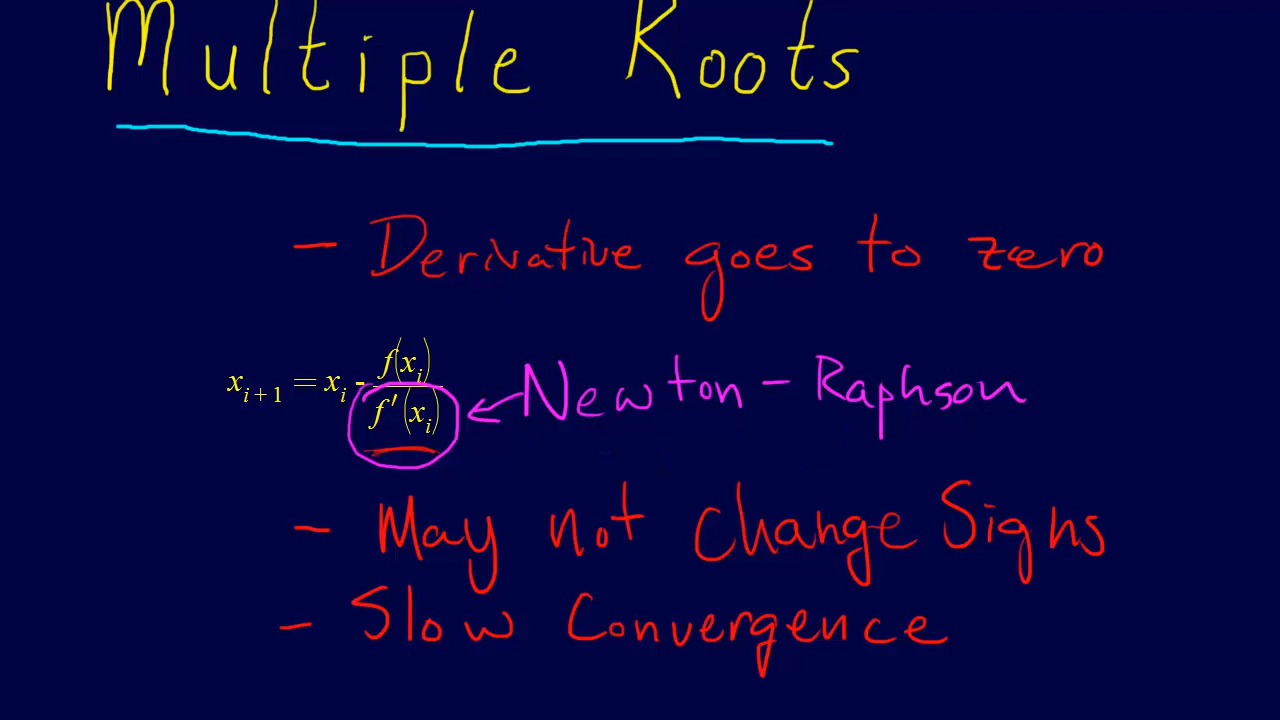 Multiple Roots
- Derivative goes to zero
x_{i+1} = x_i - f(x_i) / f'(x_i) ← Newton - Raphson
- May not Change Signs
- Slow Convergence